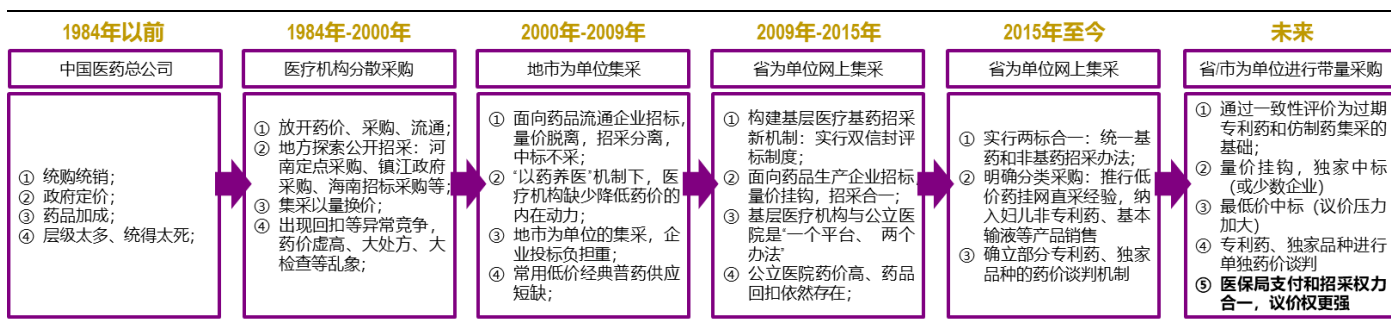 1984年以前
中国医药总公司
① 统购统销；
② 政府定价；
③ 药品加成；
④ 层级太多、统得太死；
1984年-2000年
医疗机构分散采购
① 放开药价、采购、流通；
② 地方探索公开招采：河
南定点采购、镇江政府
采购、海南招标采购等；
③ 集采以量换价；
④ 出现回扣等异常竞争，
药价虚高、大处方、大
检查等乱象；
2000年-2009年
地市为单位集采
① 面向药品流通企业招标，
量价脱离，招采分离，
中标不采；
② “以药养医”机制下，医
疗机构缺少降低药价的
内在动力；
③ 地市为单位的集采，企
业投标负担重；
④ 常用低价经典普药供应
短缺；
2009年-2015年
省为单位网上集采
① 构建基层医疗基药招采
新机制：实行双信封评
标制度；
② 面向药品生产企业招标，
量价挂钩，招采合一；
③ 基层医疗机构与公立医
院是“一个平台、 两个
办法”
④ 公立医院药价高、药品
回扣依然存在；
2015年至今
省为单位网上集采
① 实行两标合一：统一基
药和非基药招采办法；
② 明确分类采购：推行低
价药挂网直采经验，纳
入妇儿非专利药、基本
输液等产品销售
③ 确立部分专利药、独家
品种的药价谈判机制
未来
省/市为单位进行带量采购
① 通过一致性评价为过期
专利药和仿制药集采的
基础；
② 量价挂钩，独家中标
（或少数企业）
③ 最低价中标（议价压力
加大）
④ 专利药、独家品种进行
单独药价谈判
⑤ 医保局支付和招采权力
合一，议价权更强